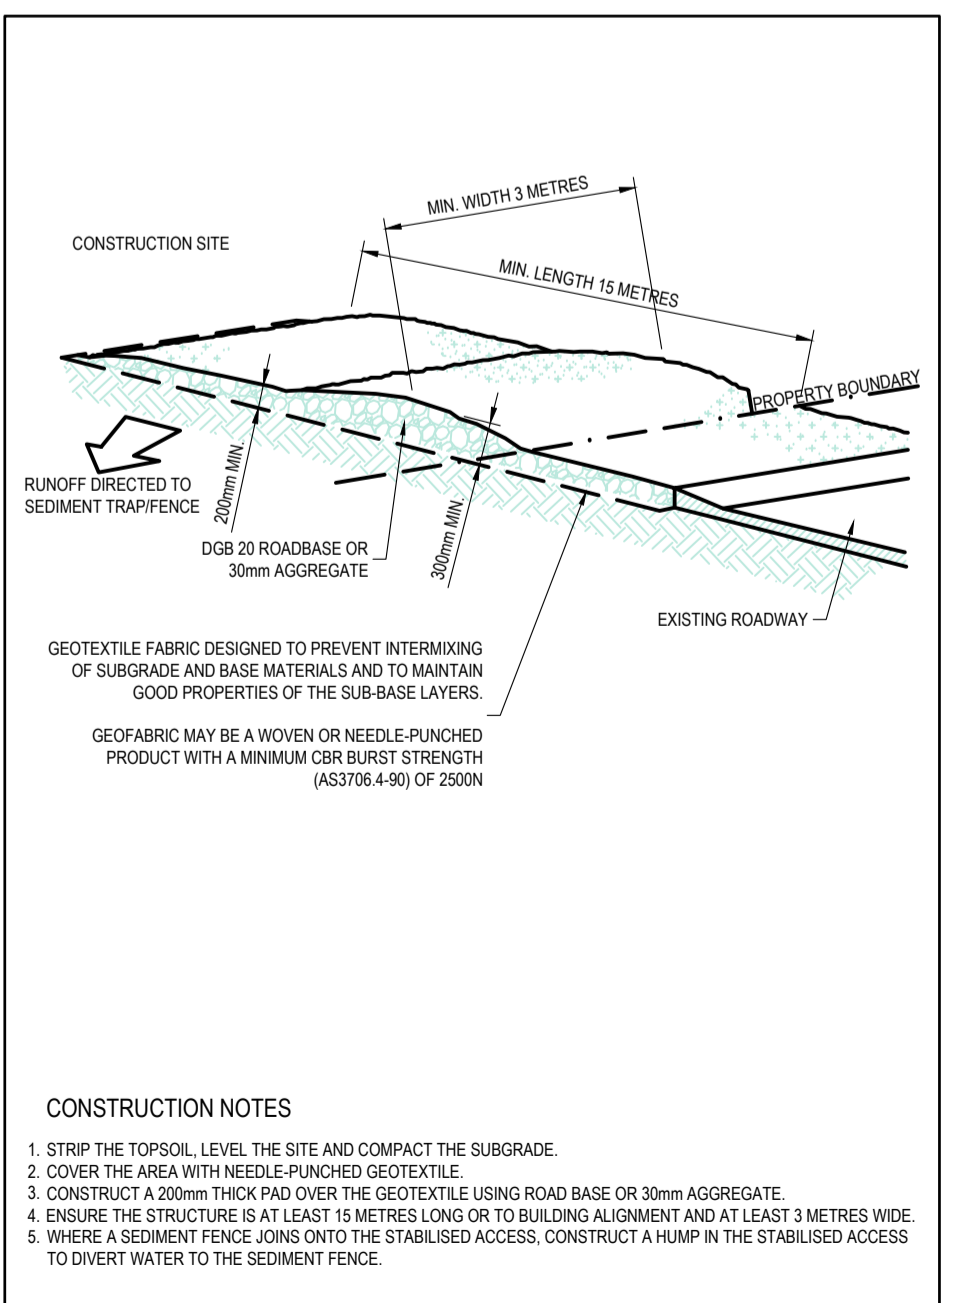 MIN. WIDTH 3 METRES
CONSTRUCTION SITE
MIN. LENGTH 15 METRES
PROPERTY BOUNDARY
RUNOFF DIRECTED TO
SEDIMENT TRAP/FENCE
200mm MIN.
300mm MIN.
DGB 20 ROADBASE OR
30mm AGGREGATE
EXISTING ROADWAY
GEOTEXTILE FABRIC DESIGNED TO PREVENT INTERMIXING
OF SUBGRADE AND BASE MATERIALS AND TO MAINTAIN
GOOD PROPERTIES OF THE SUB-BASE LAYERS.
GEOFABRIC MAY BE A WOVEN OR NEEDLE-PUNCHED
PRODUCT WITH A MINIMUM CBR BURST STRENGTH
(AS3706.4-90) OF 2500N
CONSTRUCTION NOTES
1. STRIP THE TOPSOIL, LEVEL THE SITE AND COMPACT THE SUBGRADE.
2. COVER THE AREA WITH NEEDLE-PUNCHED GEOTEXTILE.
3. CONSTRUCT A 200mm THICK PAD OVER THE GEOTEXTILE USING ROAD BASE OR 30mm AGGREGATE.
4. ENSURE THE STRUCTURE IS AT LEAST 15 METRES LONG OR TO BUILDING ALIGNMENT AND AT LEAST 3 METRES WIDE.
5. WHERE A SEDIMENT FENCE JOINS ONTO THE STABILISED ACCESS, CONSTRUCT A HUMP IN THE STABILISED ACCESS
TO DIVERT WATER TO THE SEDIMENT FENCE.